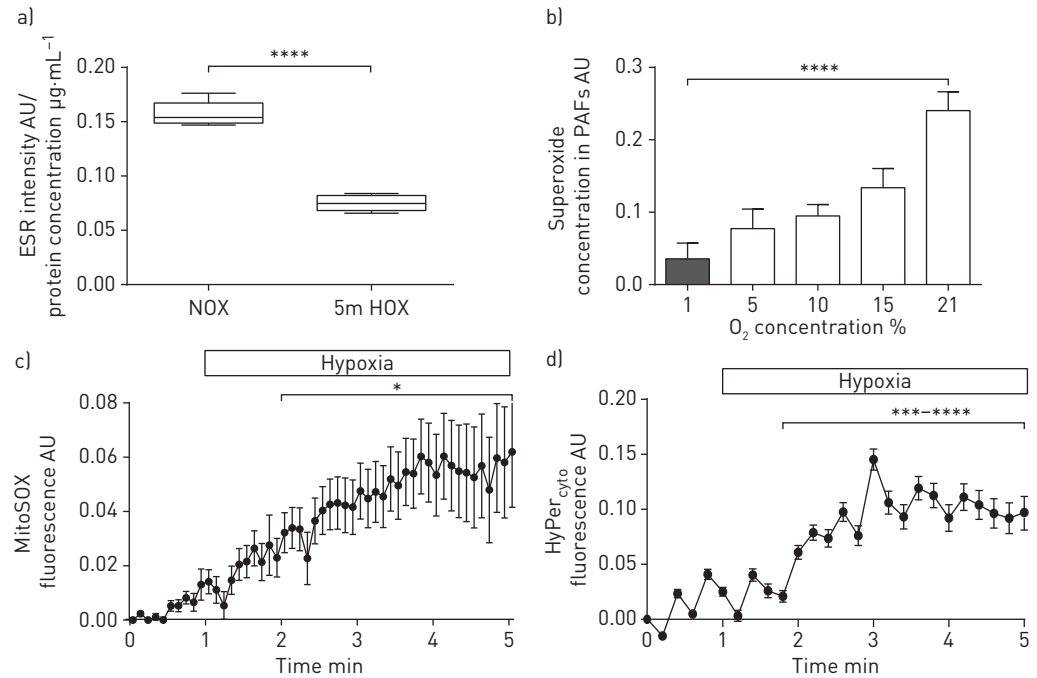 a)
****
0.20
0.15
0.10
0.05
0.00
ESR intensity AU/
protein concentration µg·mL⁻¹
NOX
5m HOX
b)
****
0.3
0.2
0.1
0.0
Superoxide
concentration in PAFs AU
1
5
10
15
21
O₂ concentration %
c)
Hypoxia
*
0.08
0.06
0.04
0.02
0.00
MitoSOX
fluorescence AU
0
1
2
3
4
5
Time min
d)
Hypoxia
***–****
0.20
0.15
0.10
0.05
0.00
HyPer_cyto
fluorescence AU
0
1
2
3
4
5
Time min